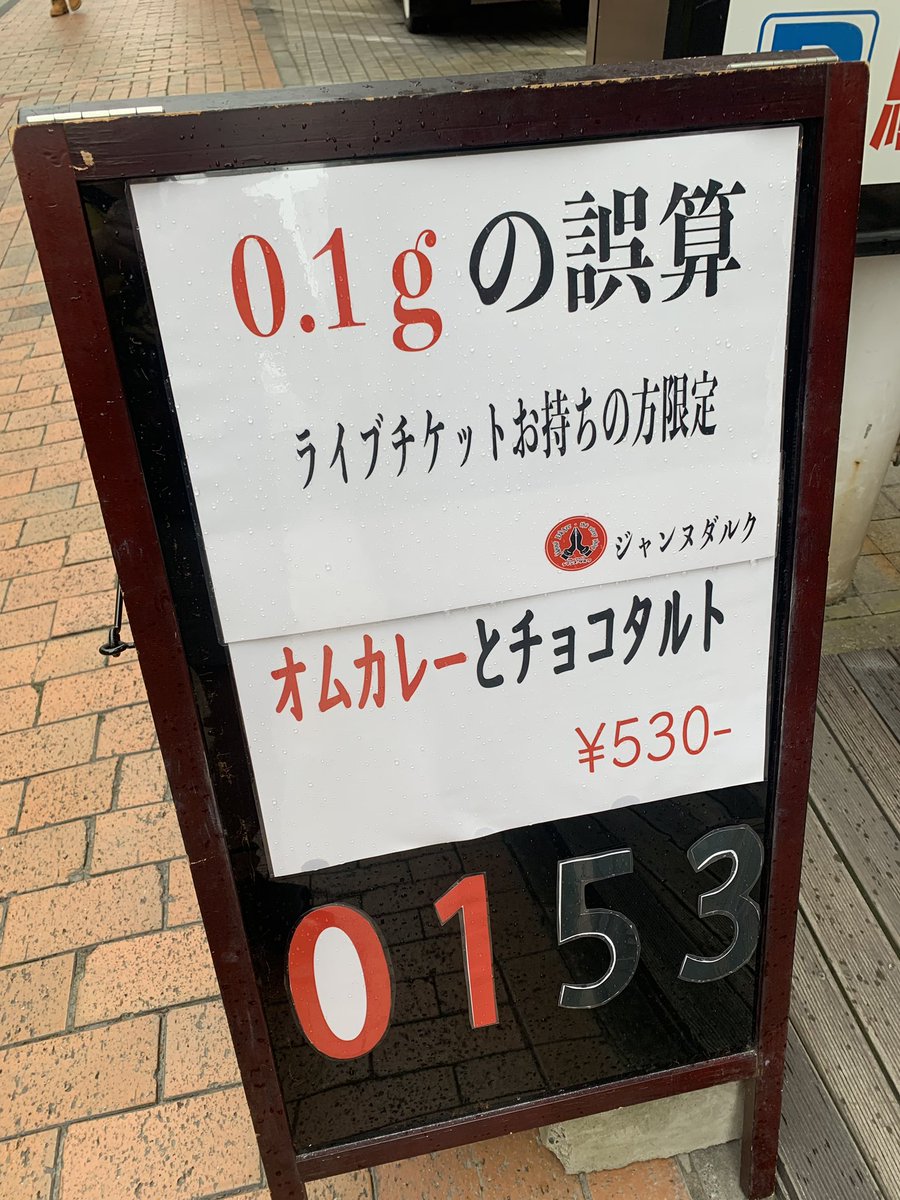 0.1gの誤算
ライブチケットお持ちの方限定
ジャンヌダルク
オムカレーとチョコタルト
¥530-
0153